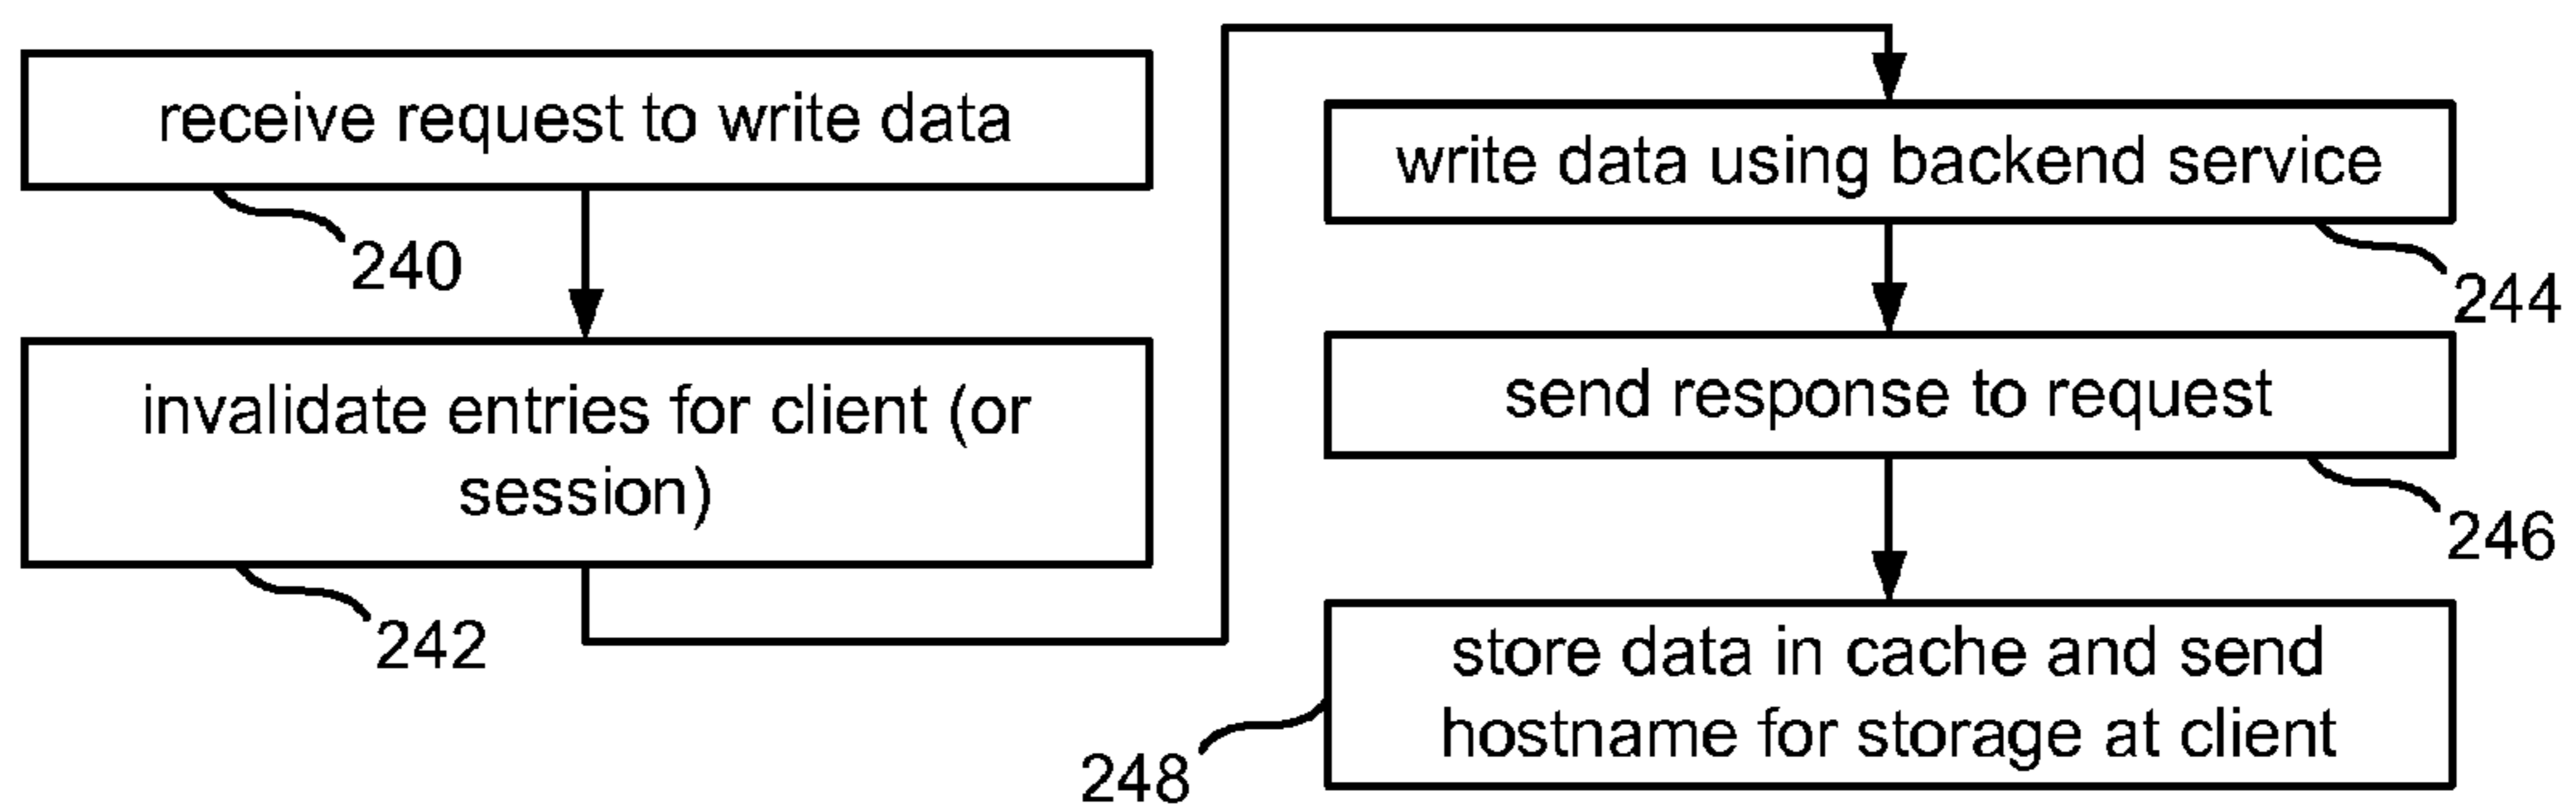 receive request to write data
240
invalidate entries for client (or
session)
242
write data using backend service
244
send response to request
246
store data in cache and send
hostname for storage at client
248